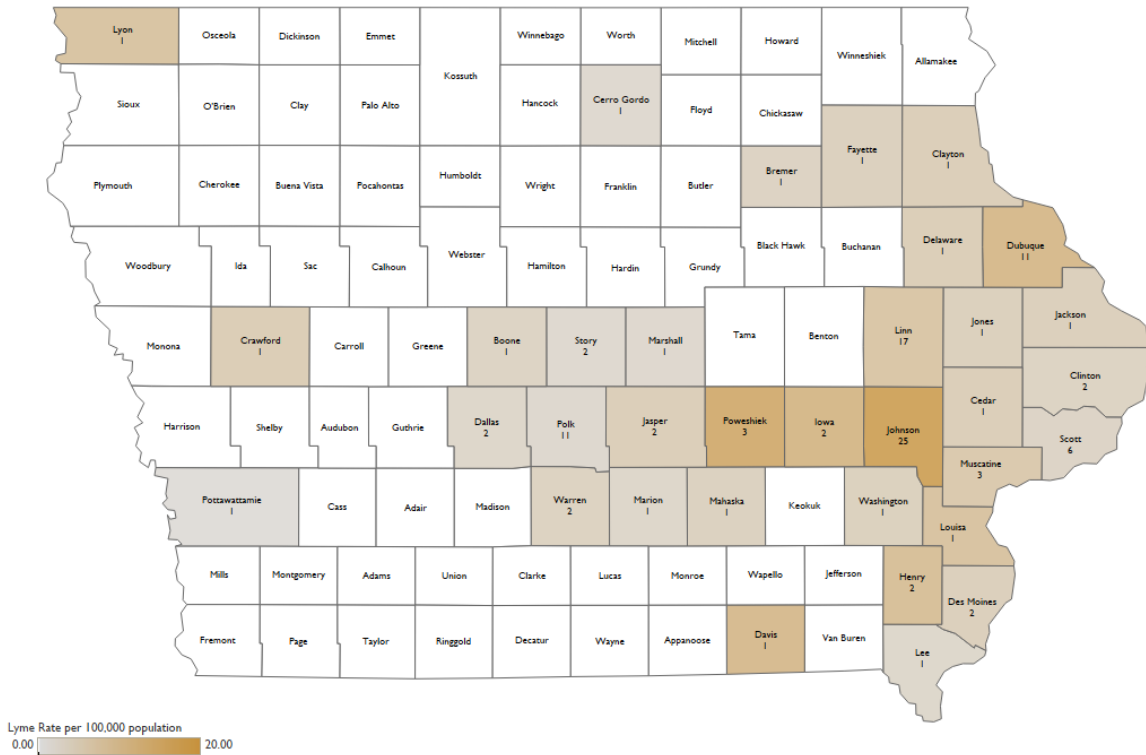 Lyon
1
Osceola
Dickinson
Emmet
Kossuth
Winnebago
Worth
Mitchell
Howard
Winneshiek
Allamakee
Sioux
O'Brien
Clay
Palo Alto
Hancock
Cerro Gordo
1
Floyd
Chickasaw
Fayette
1
Clayton
1
Plymouth
Cherokee
Buena Vista
Pocahontas
Humboldt
Wright
Franklin
Butler
Bremer
1
Woodbury
Ida
Sac
Calhoun
Webster
Hamilton
Hardin
Grundy
Black Hawk
Buchanan
Delaware
1
Dubuque
11
Monona
Crawford
1
Carroll
Greene
Boone
1
Story
2
Marshall
1
Tama
Benton
Linn
17
Jones
1
Jackson
1
Clinton
2
Harrison
Shelby
Audubon
Guthrie
Dallas
2
Polk
11
Jasper
2
Poweshiek
3
Iowa
2
Johnson
25
Cedar
1
Scott
6
Muscatine
3
Pottawattamie
1
Cass
Adair
Madison
Warren
2
Marion
1
Mahaska
1
Keokuk
Washington
1
Louisa
1
Mills
Montgomery
Adams
Union
Clarke
Lucas
Monroe
Wapello
Jefferson
Henry
2
Des Moines
2
Fremont
Page
Taylor
Ringgold
Decatur
Wayne
Appanoose
Davis
1
Van Buren
Lee
1
Lyme Rate per 100,000 population
0.00 20.00